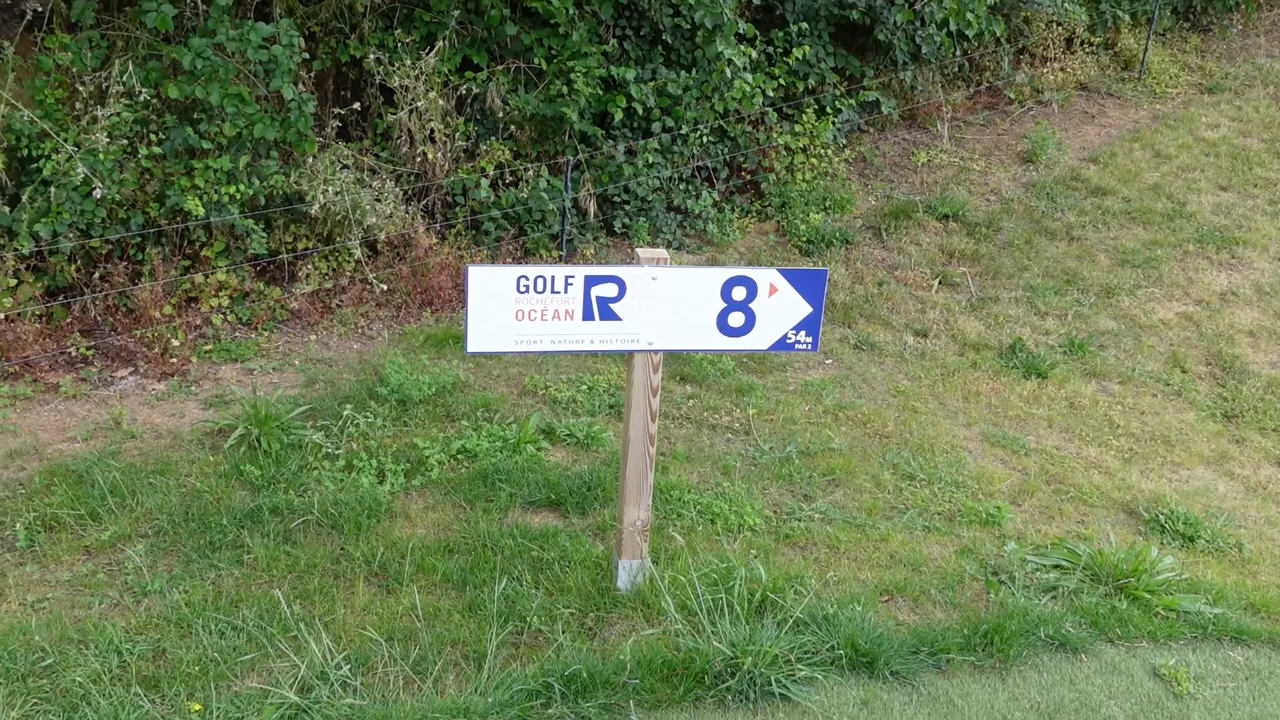 GOLF
ROCHEFORT
OCÉAN
SPORT, NATURE & HISTOIRE
8
54M
PAR 3